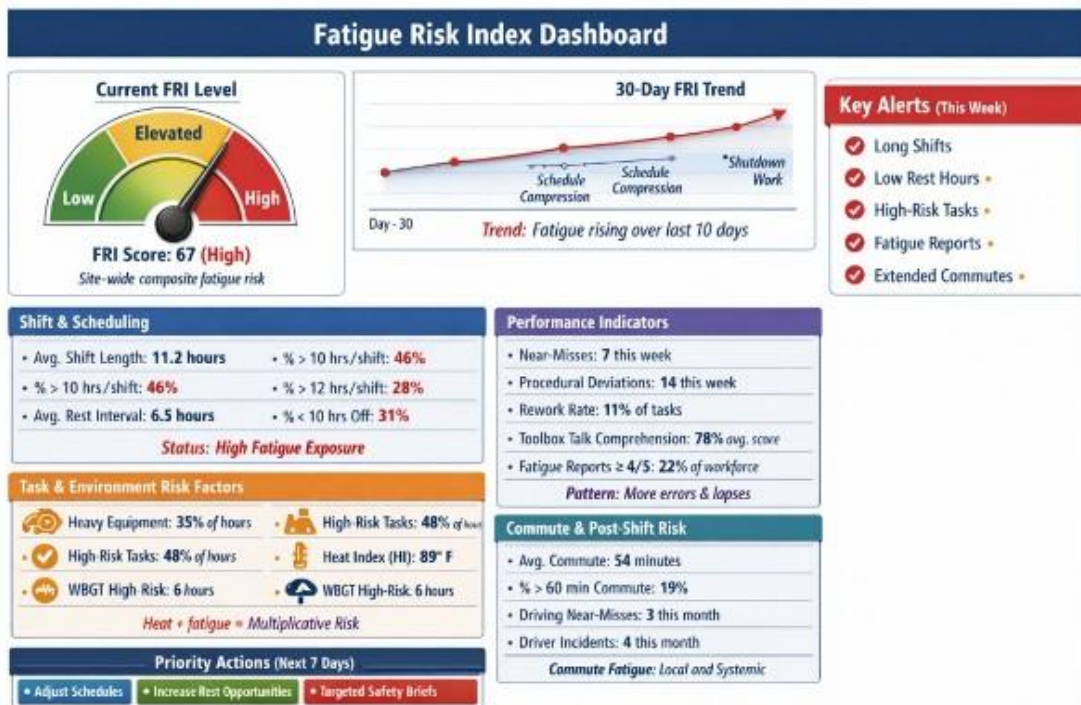 Fatigue Risk Index Dashboard
Current FRI Level
Low
Elevated
High
FRI Score: 67 (High)
Site-wide composite fatigue risk
30-Day FRI Trend
Schedule
Compression
Schedule
Compression
*Shutdown
Work
Day - 30
Trend: Fatigue rising over last 10 days
Key Alerts (This Week)
Long Shifts
Low Rest Hours •
High-Risk Tasks •
Fatigue Reports •
Extended Commutes •
Shift & Scheduling
• Avg. Shift Length: 11.2 hours
• % > 10 hrs/shift: 46%
• % > 10 hrs/shift: 46%
• % > 12 hrs/shift: 28%
• Avg. Rest Interval: 6.5 hours
• % < 10 hrs Off: 31%
Status: High Fatigue Exposure
Performance Indicators
• Near-Misses: 7 this week
• Procedural Deviations: 14 this week
• Rework Rate: 11% of tasks
• Toolbox Talk Comprehension: 78% avg. score
• Fatigue Reports ≥ 4/5: 22% of workforce
Pattern: More errors & lapses
Task & Environment Risk Factors
Heavy Equipment: 35% of hours
• High-Risk Tasks: 48% of hour
• High-Risk Tasks: 48% of hours
• Heat Index (HI): 89° F
• WBGT High-Risk: 6 hours
• WBGT High-Risk: 6 hours
Heat + fatigue = Multiplicative Risk
Commute & Post-Shift Risk
• Avg. Commute: 54 minutes
• % > 60 min Commute: 19%
• Driving Near-Misses: 3 this month
• Driver Incidents: 4 this month
Commute Fatigue: Local and Systemic
Priority Actions (Next 7 Days)
• Adjust Schedules
• Increase Rest Opportunities
• Targeted Safety Briefs